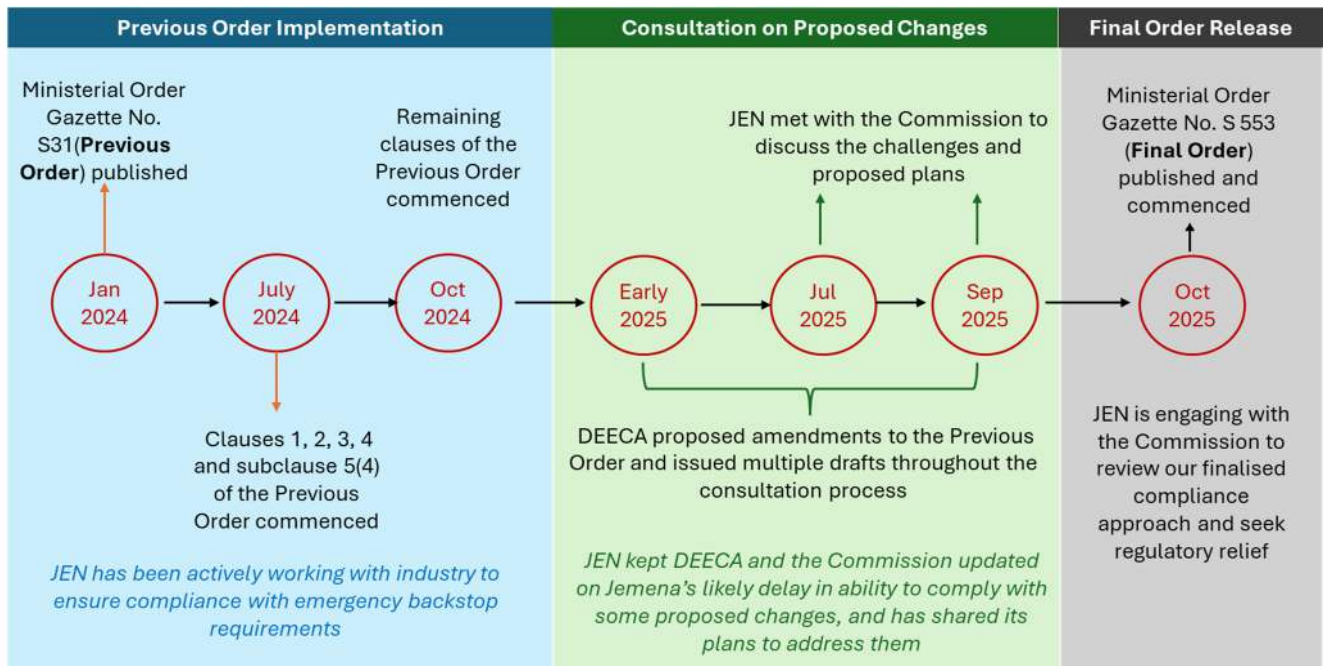 Previous Order Implementation
Consultation on Proposed Changes
Final Order Release
Ministerial Order
Gazette No.
S31(Previous
Order) published
Remaining
clauses of the
Previous Order
commenced
JEN met with the Commission to
discuss the challenges and
proposed plans
Ministerial Order
Gazette No. S 553
(Final Order)
published and
commenced
Jan
2024
July
2024
Oct
2024
Early
2025
Jul
2025
Sep
2025
Oct
2025
Clauses 1, 2, 3, 4
and subclause 5(4)
of the Previous
Order commenced
DEECA proposed amendments to the Previous
Order and issued multiple drafts throughout the
consultation process
JEN is engaging with
the Commission to
review our finalised
compliance
approach and seek
regulatory relief
JEN has been actively working with industry to
ensure compliance with emergency backstop
requirements
JEN kept DEECA and the Commission updated
on Jemena's likely delay in ability to comply with
some proposed changes, and has shared its
plans to address them